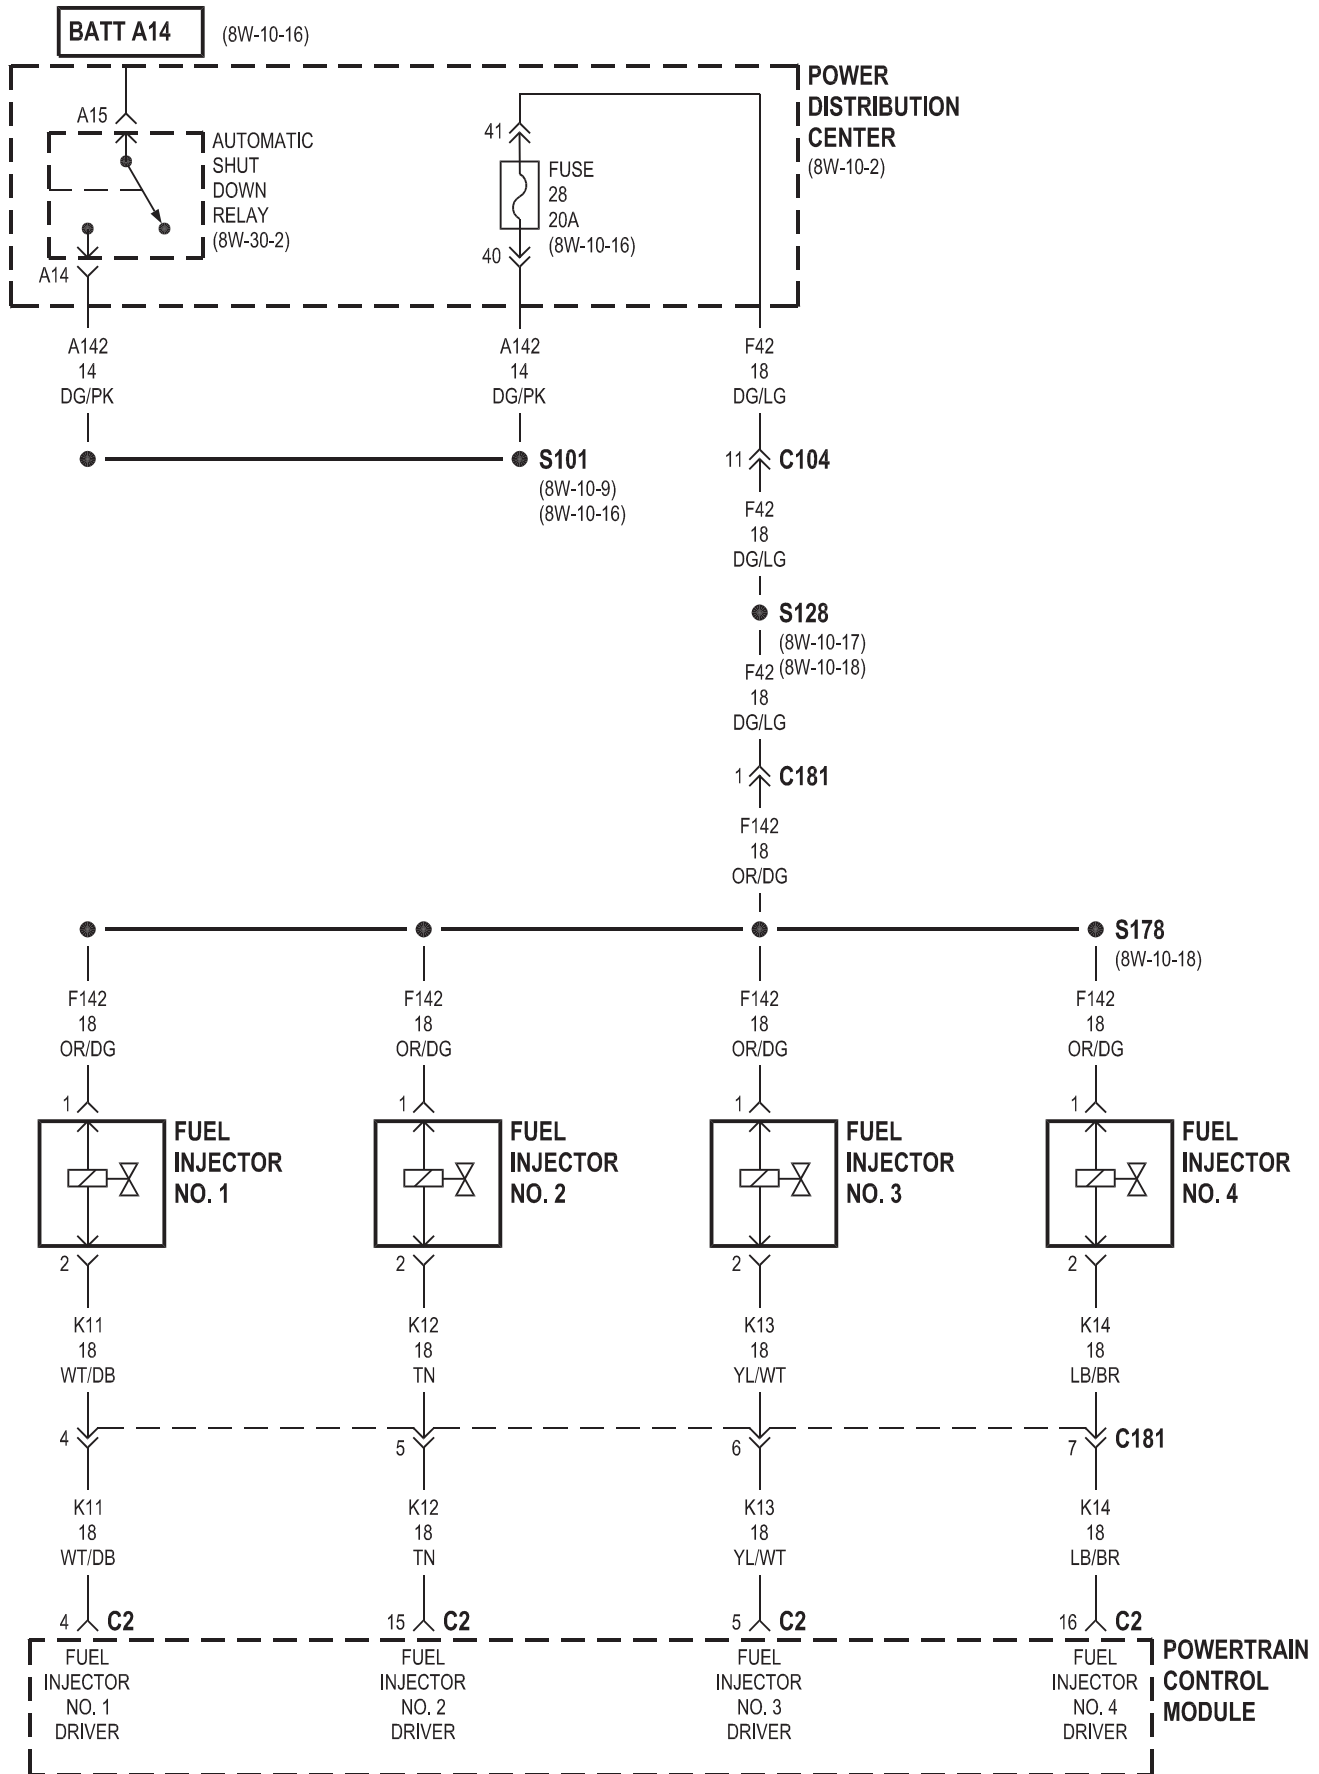 BATT A14 (8W-10-16)
POWER
DISTRIBUTION
CENTER
(8W-10-2)
A15
AUTOMATIC
SHUT
DOWN
RELAY
(8W-30-2)
A14
41
FUSE
28
20A
(8W-10-16)
40
A142
14
DG/PK
A142
14
DG/PK
F42
18
DG/LG
S101
(8W-10-9)
(8W-10-16)
11 C104
F42
18
DG/LG
S128
(8W-10-17)
(8W-10-18)
F42
18
DG/LG
1 C181
F142
18
OR/DG
S178
(8W-10-18)
F142
18
OR/DG
F142
18
OR/DG
F142
18
OR/DG
F142
18
OR/DG
1
FUEL
INJECTOR
NO. 1
2
1
FUEL
INJECTOR
NO. 2
2
1
FUEL
INJECTOR
NO. 3
2
1
FUEL
INJECTOR
NO. 4
2
K11
18
WT/DB
K12
18
TN
K13
18
YL/WT
K14
18
LB/BR
4 5 6 7 C181
K11
18
WT/DB
K12
18
TN
K13
18
YL/WT
K14
18
LB/BR
4 C2
15 C2
5 C2
16 C2
FUEL
INJECTOR
NO. 1
DRIVER
FUEL
INJECTOR
NO. 2
DRIVER
FUEL
INJECTOR
NO. 3
DRIVER
FUEL
INJECTOR
NO. 4
DRIVER
POWERTRAIN
CONTROL
MODULE